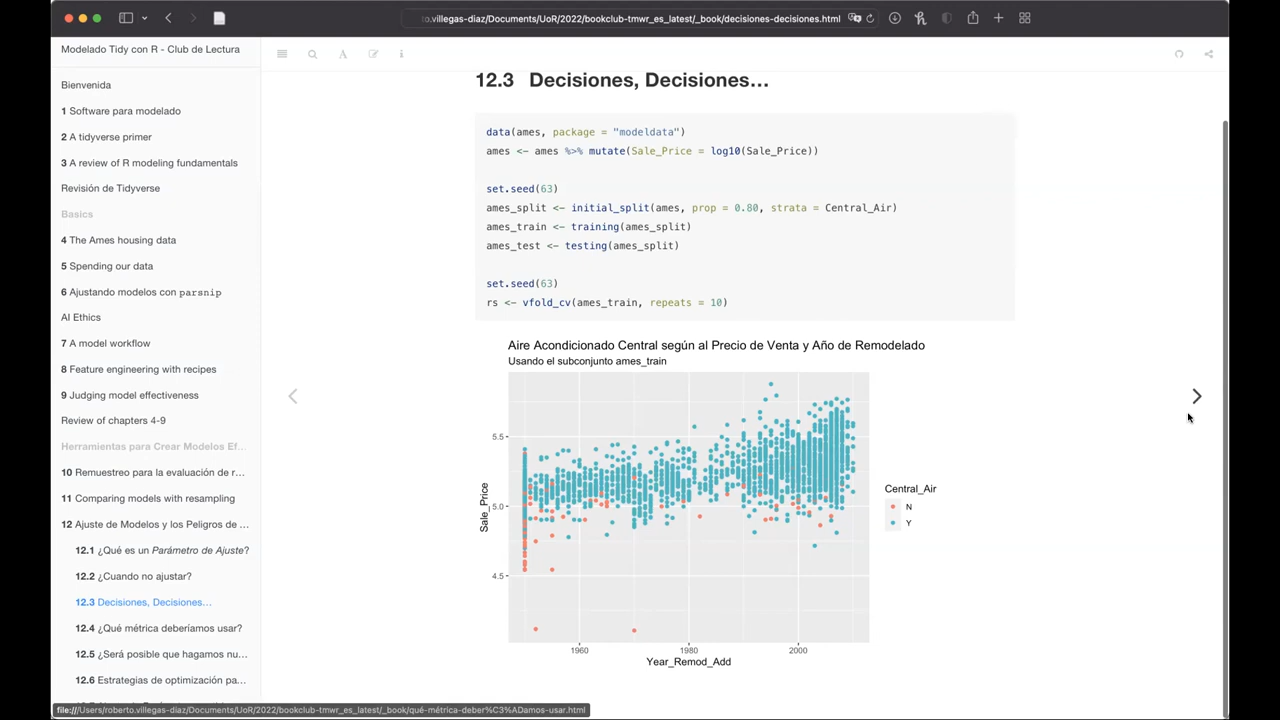 :o.villegas-diaz/Documents/UoR/2022/bookclub-tmwr_es_latest/_book/decisiones-decisiones.html
Modelado Tidy con R - Club de Lectura
Bienvenida
1 Software para modelado
2 A tidyverse primer
3 A review of R modeling fundamentals
Revisión de Tidyverse
Basics
4 The Ames housing data
5 Spending our data
6 Ajustando modelos con parsnip
AI Ethics
7 A model workflow
8 Feature engineering with recipes
9 Judging model effectiveness
Review of chapters 4-9
Herramientas para Crear Modelos Ef...
10 Remuestreo para la evaluación de r...
11 Comparing models with resampling
12 Ajuste de Modelos y los Peligros de ...
12.1 ¿Qué es un Parámetro de Ajuste?
12.2 ¿Cuando no ajustar?
12.3 Decisiones, Decisiones...
12.4 ¿Qué métrica deberíamos usar?
12.5 ¿Será posible que hagamos nu...
12.6 Estrategias de optimización pa...
12.3 Decisiones, Decisiones...
data(ames, package = "modeldata")
ames <- ames %>% mutate(Sale_Price = log10(Sale_Price))
set.seed(63)
ames_split <- initial_split(ames, prop = 0.80, strata = Central_Air)
ames_train <- training(ames_split)
ames_test <- testing(ames_split)
set.seed(63)
rs <- vfold_cv(ames_train, repeats = 10)
Aire Acondicionado Central según al Precio de Venta y Año de Remodelado
Usando el subconjunto ames_train
5.5
5.0
4.5
Sale_Price
1960
1980
2000
Year_Remod_Add
Central_Air
N
Y
file:///Users/roberto.villegas-diaz/Documents/UoR/2022/bookclub-tmwr_es_latest/_book/qué-métrica-deber%C3%ADamos-usar.html